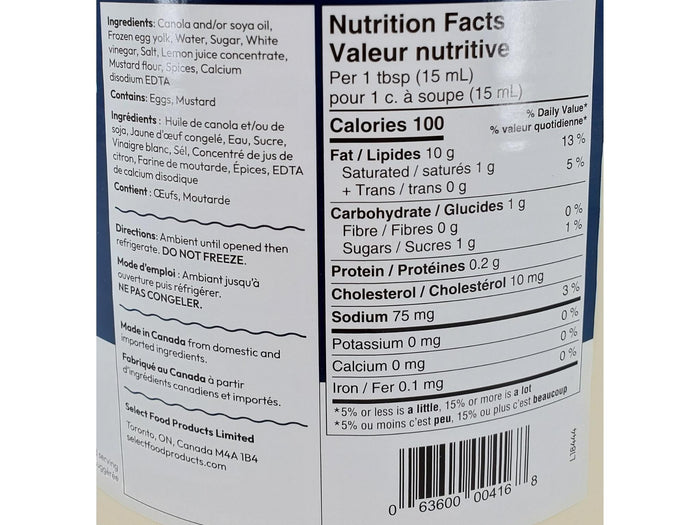 Ingredients: Canola and/or soya oil,
Frozen egg yolk, Water, Sugar, White
vinegar, Salt, Lemon juice concentrate,
Mustard flour, Spices, Calcium
disodium EDTA
Contains: Eggs, Mustard
Ingrédients : Huile de canola et/ou de
soja, Jaune d'œuf congelé, Eau, Sucre,
Vinaigre blanc, Sél, Concentré de jus de
citron, Farine de moutarde, Épices, EDTA
de calcium disodique
Contient : Œufs, Moutarde
Directions: Ambient until opened then
refrigerate. DO NOT FREEZE.
Mode d'emploi : Ambiant jusqu'à
ouverture puis réfrigérer.
NE PAS CONGELER.
Made in Canada from domestic and
imported ingredients.
Fabriqué au Canada à partir
d'ingrédients canadiens et importés.
Select Food Products Limited
Toronto, ON, Canada M4A 1B4
selectfoodproducts.com
serving
Nutrition Facts
Valeur nutritive
Per 1 tbsp (15 mL)
pour 1 c. à soupe (15 mL)
Calories 100
% Daily Value*
% valeur quotidienne*
Fat / Lipides 10 g 13 %
Saturated / saturés 1 g 5 %
+ Trans / trans 0 g
Carbohydrate / Glucides 1 g
Fibre / Fibres 0 g 0 %
Sugars / Sucres 1 g 1 %
Protein / Protéines 0.2 g
Cholesterol / Cholestérol 10 mg
Sodium 75 mg 3 %
Potassium 0 mg 0 %
Calcium 0 mg 0 %
Iron / Fer 0.1 mg 0 %
*5% or less is a little, 15% or more is a lot
*5% ou moins c'est peu, 15% ou plus c'est beaucoup
0 63600 00416 8
L18444